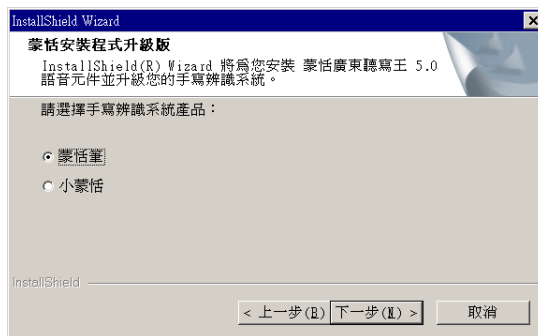 InstallShield Wizard
蒙恬安裝程式升級版
InstallShield(R) Wizard 將為您安裝 蒙恬廣東聽寫王 5.0
語音元件並升級您的手寫辨識系統。
請選擇手寫辨識系統產品：
蒙恬筆
小蒙恬
InstallShield
< 上一步(B) 下一步(N) > 取消